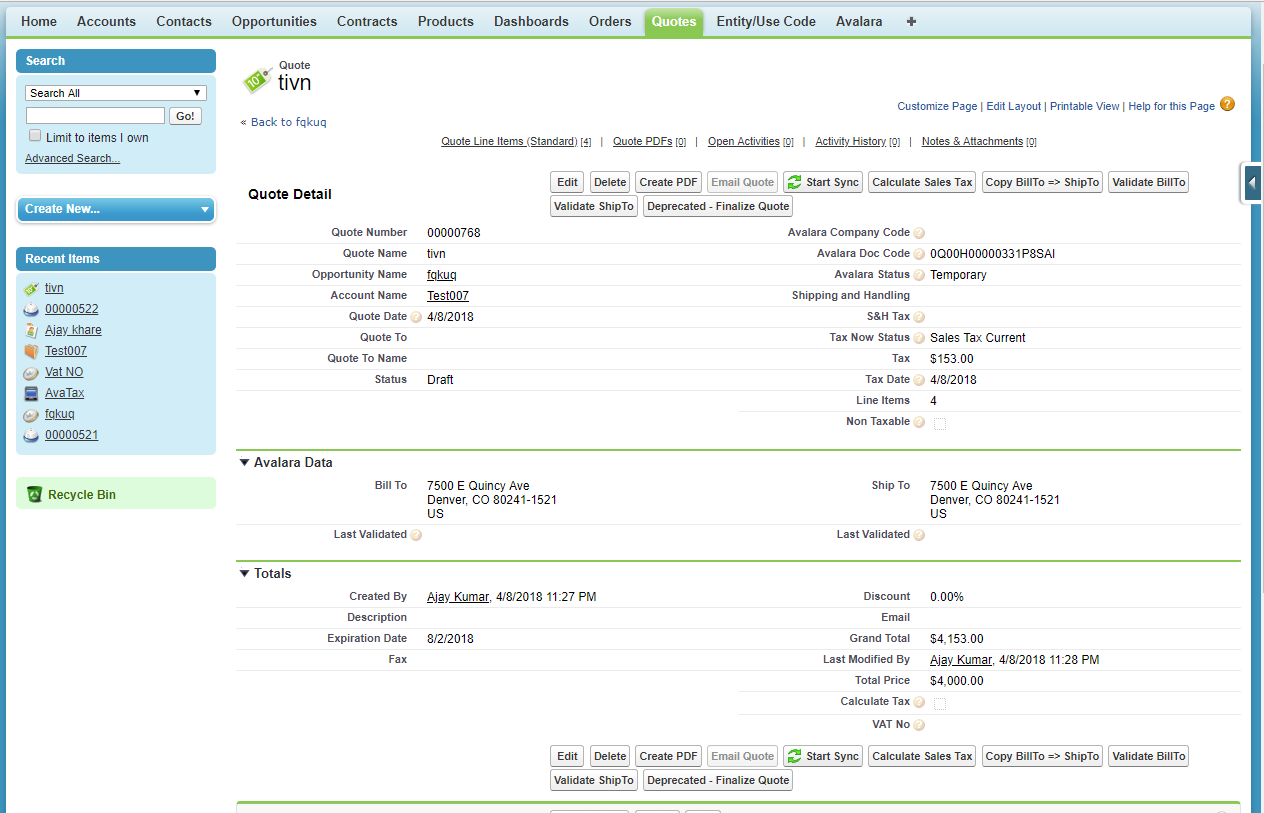 Home Accounts Contacts Opportunities Contracts Products Dashboards Orders Quotes Entity/Use Code Avalara +
Search
Search All
Go!
Limit to items I own
Advanced Search...
Create New...
Recent Items
tivn
00000522
Ajay khare
Test007
Vat NO
AvaTax
fqkuq
00000521
Recycle Bin
10
Quote
tivn
Customize Page | Edit Layout | Printable View | Help for this Page ?
« Back to fqkuq
Quote Line Items (Standard) [4] | Quote PDFs [0] | Open Activities [0] | Activity History [0] | Notes & Attachments [0]
Quote Detail
Edit Delete Create PDF Email Quote Start Sync Calculate Sales Tax Copy BillTo => ShipTo Validate BillTo
Validate ShipTo Deprecated - Finalize Quote
Quote Number 00000768 Avalara Company Code ?
Quote Name tivn Avalara Doc Code ? 0Q00H00000331P8SAI
Opportunity Name fqkuq Avalara Status ? Temporary
Account Name Test007 Shipping and Handling
Quote Date ? 4/8/2018 S&H Tax ?
Quote To Tax Now Status ? Sales Tax Current
Quote To Name Tax $153.00
Status Draft Tax Date ? 4/8/2018
Line Items 4
Non Taxable ?
Avalara Data
Bill To 7500 E Quincy Ave Ship To 7500 E Quincy Ave
Denver, CO 80241-1521 Denver, CO 80241-1521
US US
Last Validated ? Last Validated ?
Totals
Created By Ajay Kumar, 4/8/2018 11:27 PM Discount 0.00%
Description Email
Expiration Date 8/2/2018 Grand Total $4,153.00
Fax Last Modified By Ajay Kumar, 4/8/2018 11:28 PM
Total Price $4,000.00
Calculate Tax ?
VAT No ?
Edit Delete Create PDF Email Quote Start Sync Calculate Sales Tax Copy BillTo => ShipTo Validate BillTo
Validate ShipTo Deprecated - Finalize Quote